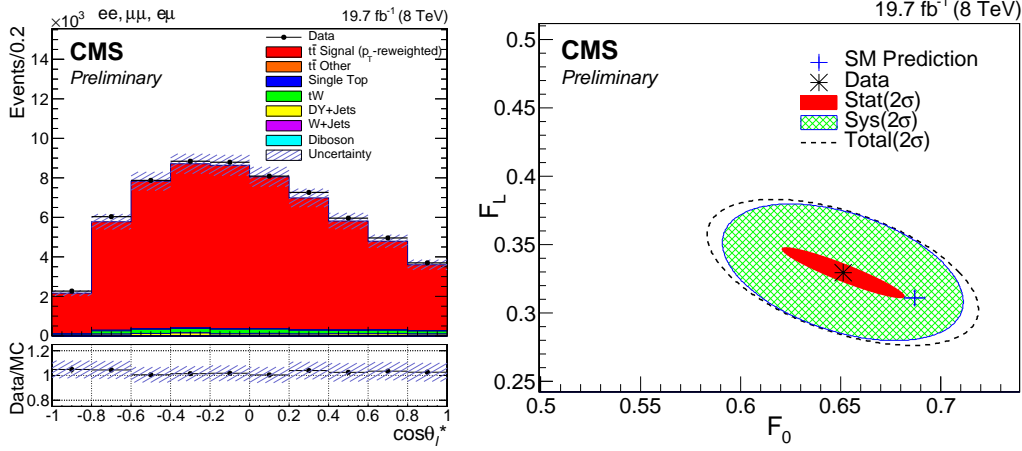 ee, μμ, eμ 19.7 fb⁻¹ (8 TeV)
×10³
CMS
Preliminary
Data
tt̄ Signal (p_T-reweighted)
tt̄ Other
Single Top
tW
DY+Jets
W+Jets
Diboson
Uncertainty
Events/0.2
14
12
10
8
6
4
2
0
Data/MC
1.2
1
0.8
-1 -0.8 -0.6 -0.4 -0.2 0 0.2 0.4 0.6 0.8 1
cosθ_l*
19.7 fb⁻¹ (8 TeV)
CMS
Preliminary
SM Prediction
Data
Stat(2σ)
Sys(2σ)
Total(2σ)
F_L
0.5
0.45
0.4
0.35
0.3
0.25
0.5 0.55 0.6 0.65 0.7
F_0